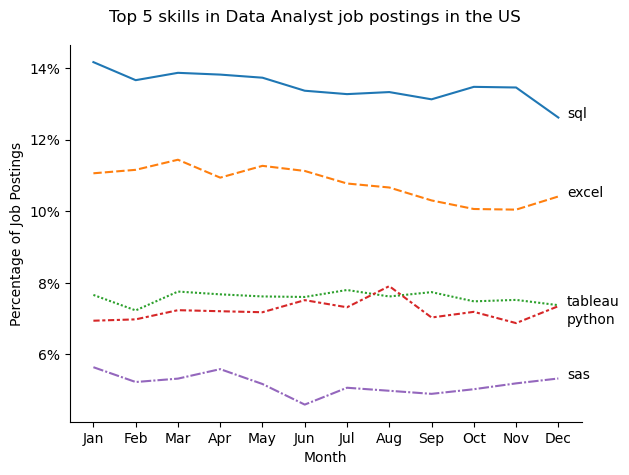 Top 5 skills in Data Analyst job postings in the US
Percentage of Job Postings
14%
12%
10%
8%
6%
sql
excel
tableau
python
sas
Jan Feb Mar Apr May Jun Jul Aug Sep Oct Nov Dec
Month